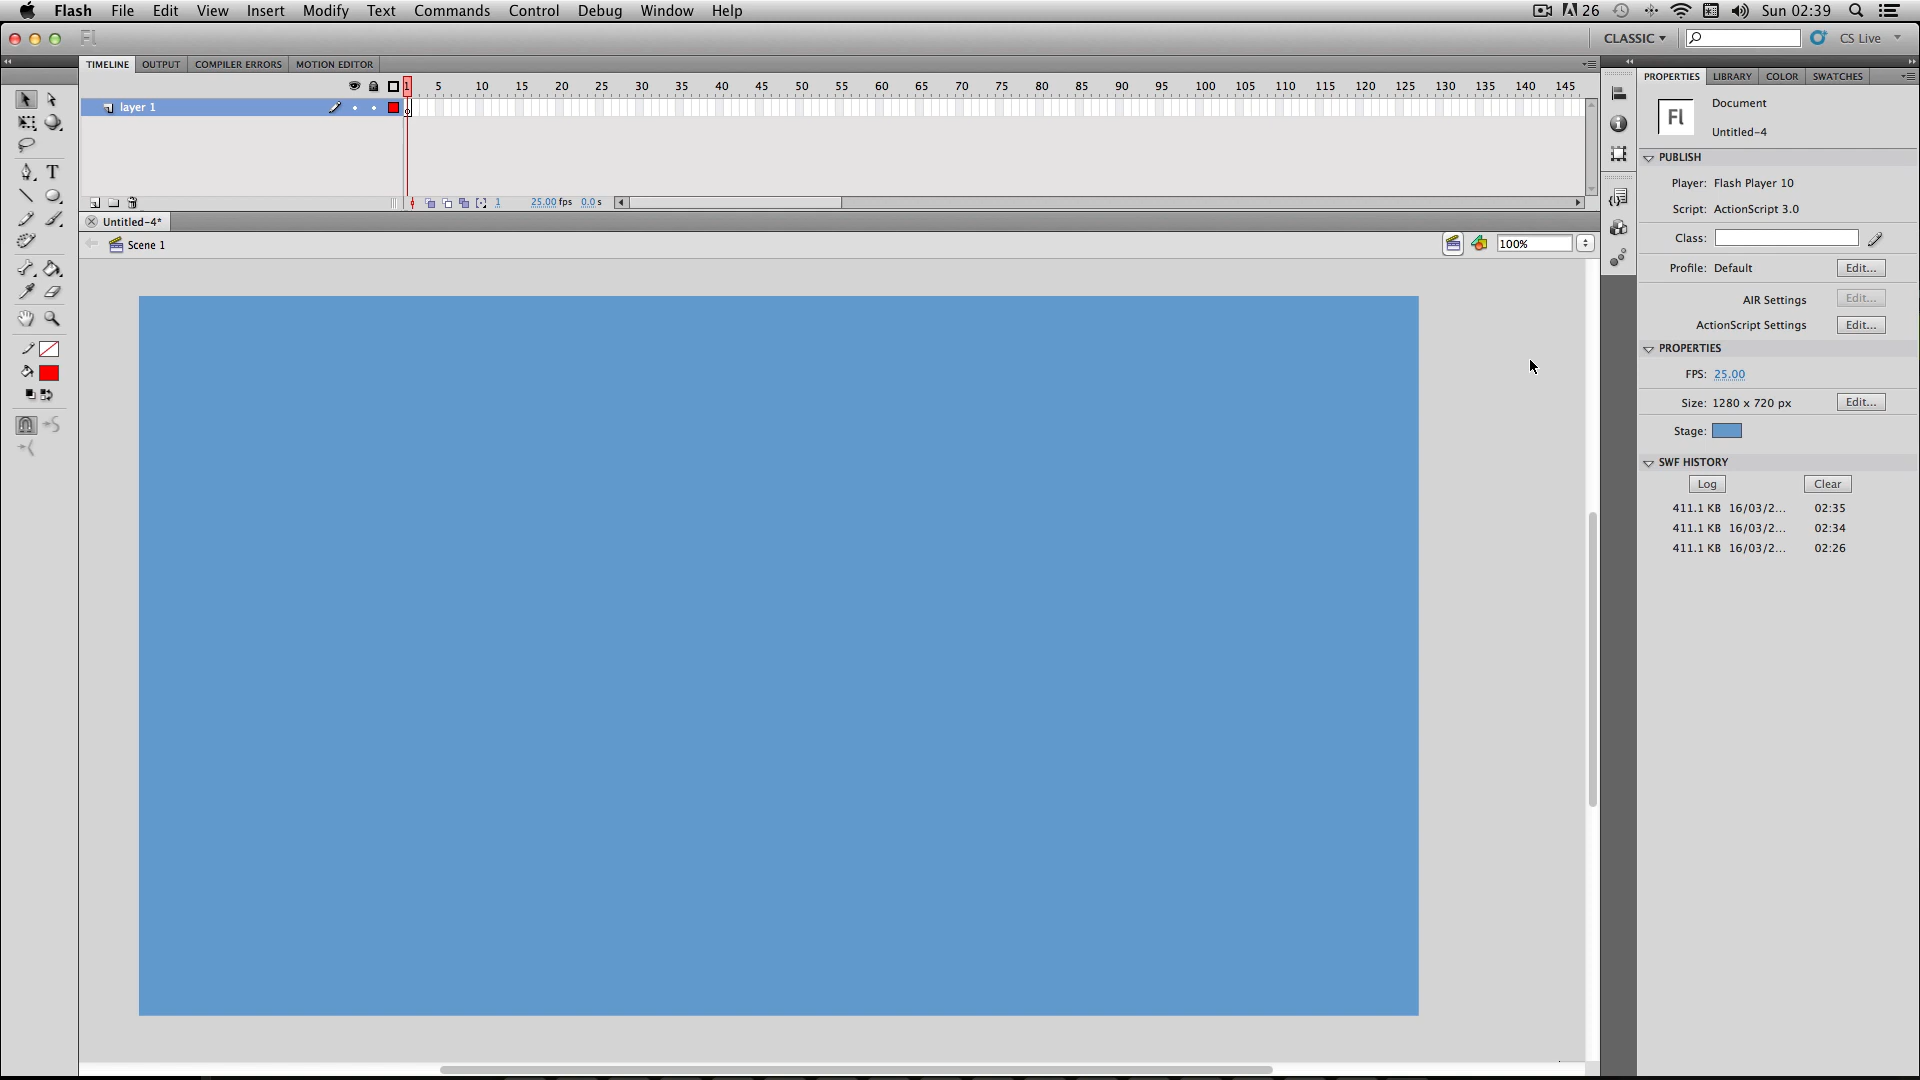 Flash File Edit View Insert Modify Text Commands Control Debug Window Help 26 Sun 02:39
Fl CLASSIC CS Live
TIMELINE OUTPUT COMPILER ERRORS MOTION EDITOR
1 5 10 15 20 25 30 35 40 45 50 55 60 65 70 75 80 85 90 95 100 105 110 115 120 125 130 135 140 145
layer 1
1 25.00 fps 0.0 s
Untitled-4*
Scene 1 100%
PROPERTIES LIBRARY COLOR SWATCHES
Fl
Document
Untitled-4
PUBLISH
Player: Flash Player 10
Script: ActionScript 3.0
Class:
Profile: Default Edit...
AIR Settings Edit...
ActionScript Settings Edit...
PROPERTIES
FPS: 25.00
Size: 1280 x 720 px Edit...
Stage:
SWF HISTORY
Log Clear
411.1 KB 16/03/2... 02:35
411.1 KB 16/03/2... 02:34
411.1 KB 16/03/2... 02:26